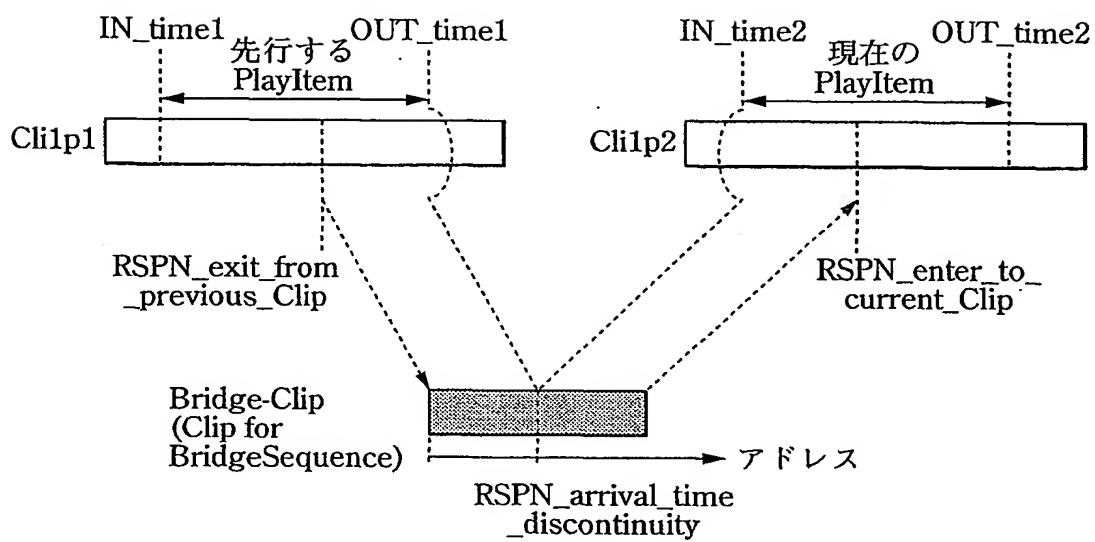 IN_time1
OUT_time1
先行する
PlayItem
IN_time2
OUT_time2
現在の
PlayItem
Cli1p1
Cli1p2
RSPN_exit_from
_previous_Clip
RSPN_enter_to_
current_Clip
Bridge-Clip
(Clip for
BridgeSequence)
アドレス
RSPN_arrival_time
_discontinuity